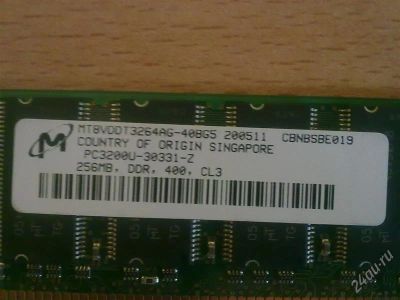 MT8VDDT3264AG-40BG5 200511 CBNBSBE019
COUNTRY OF ORIGIN SINGAPORE
PC3200U-30331-Z
256MB, DDR, 400, CL3
24au.ru